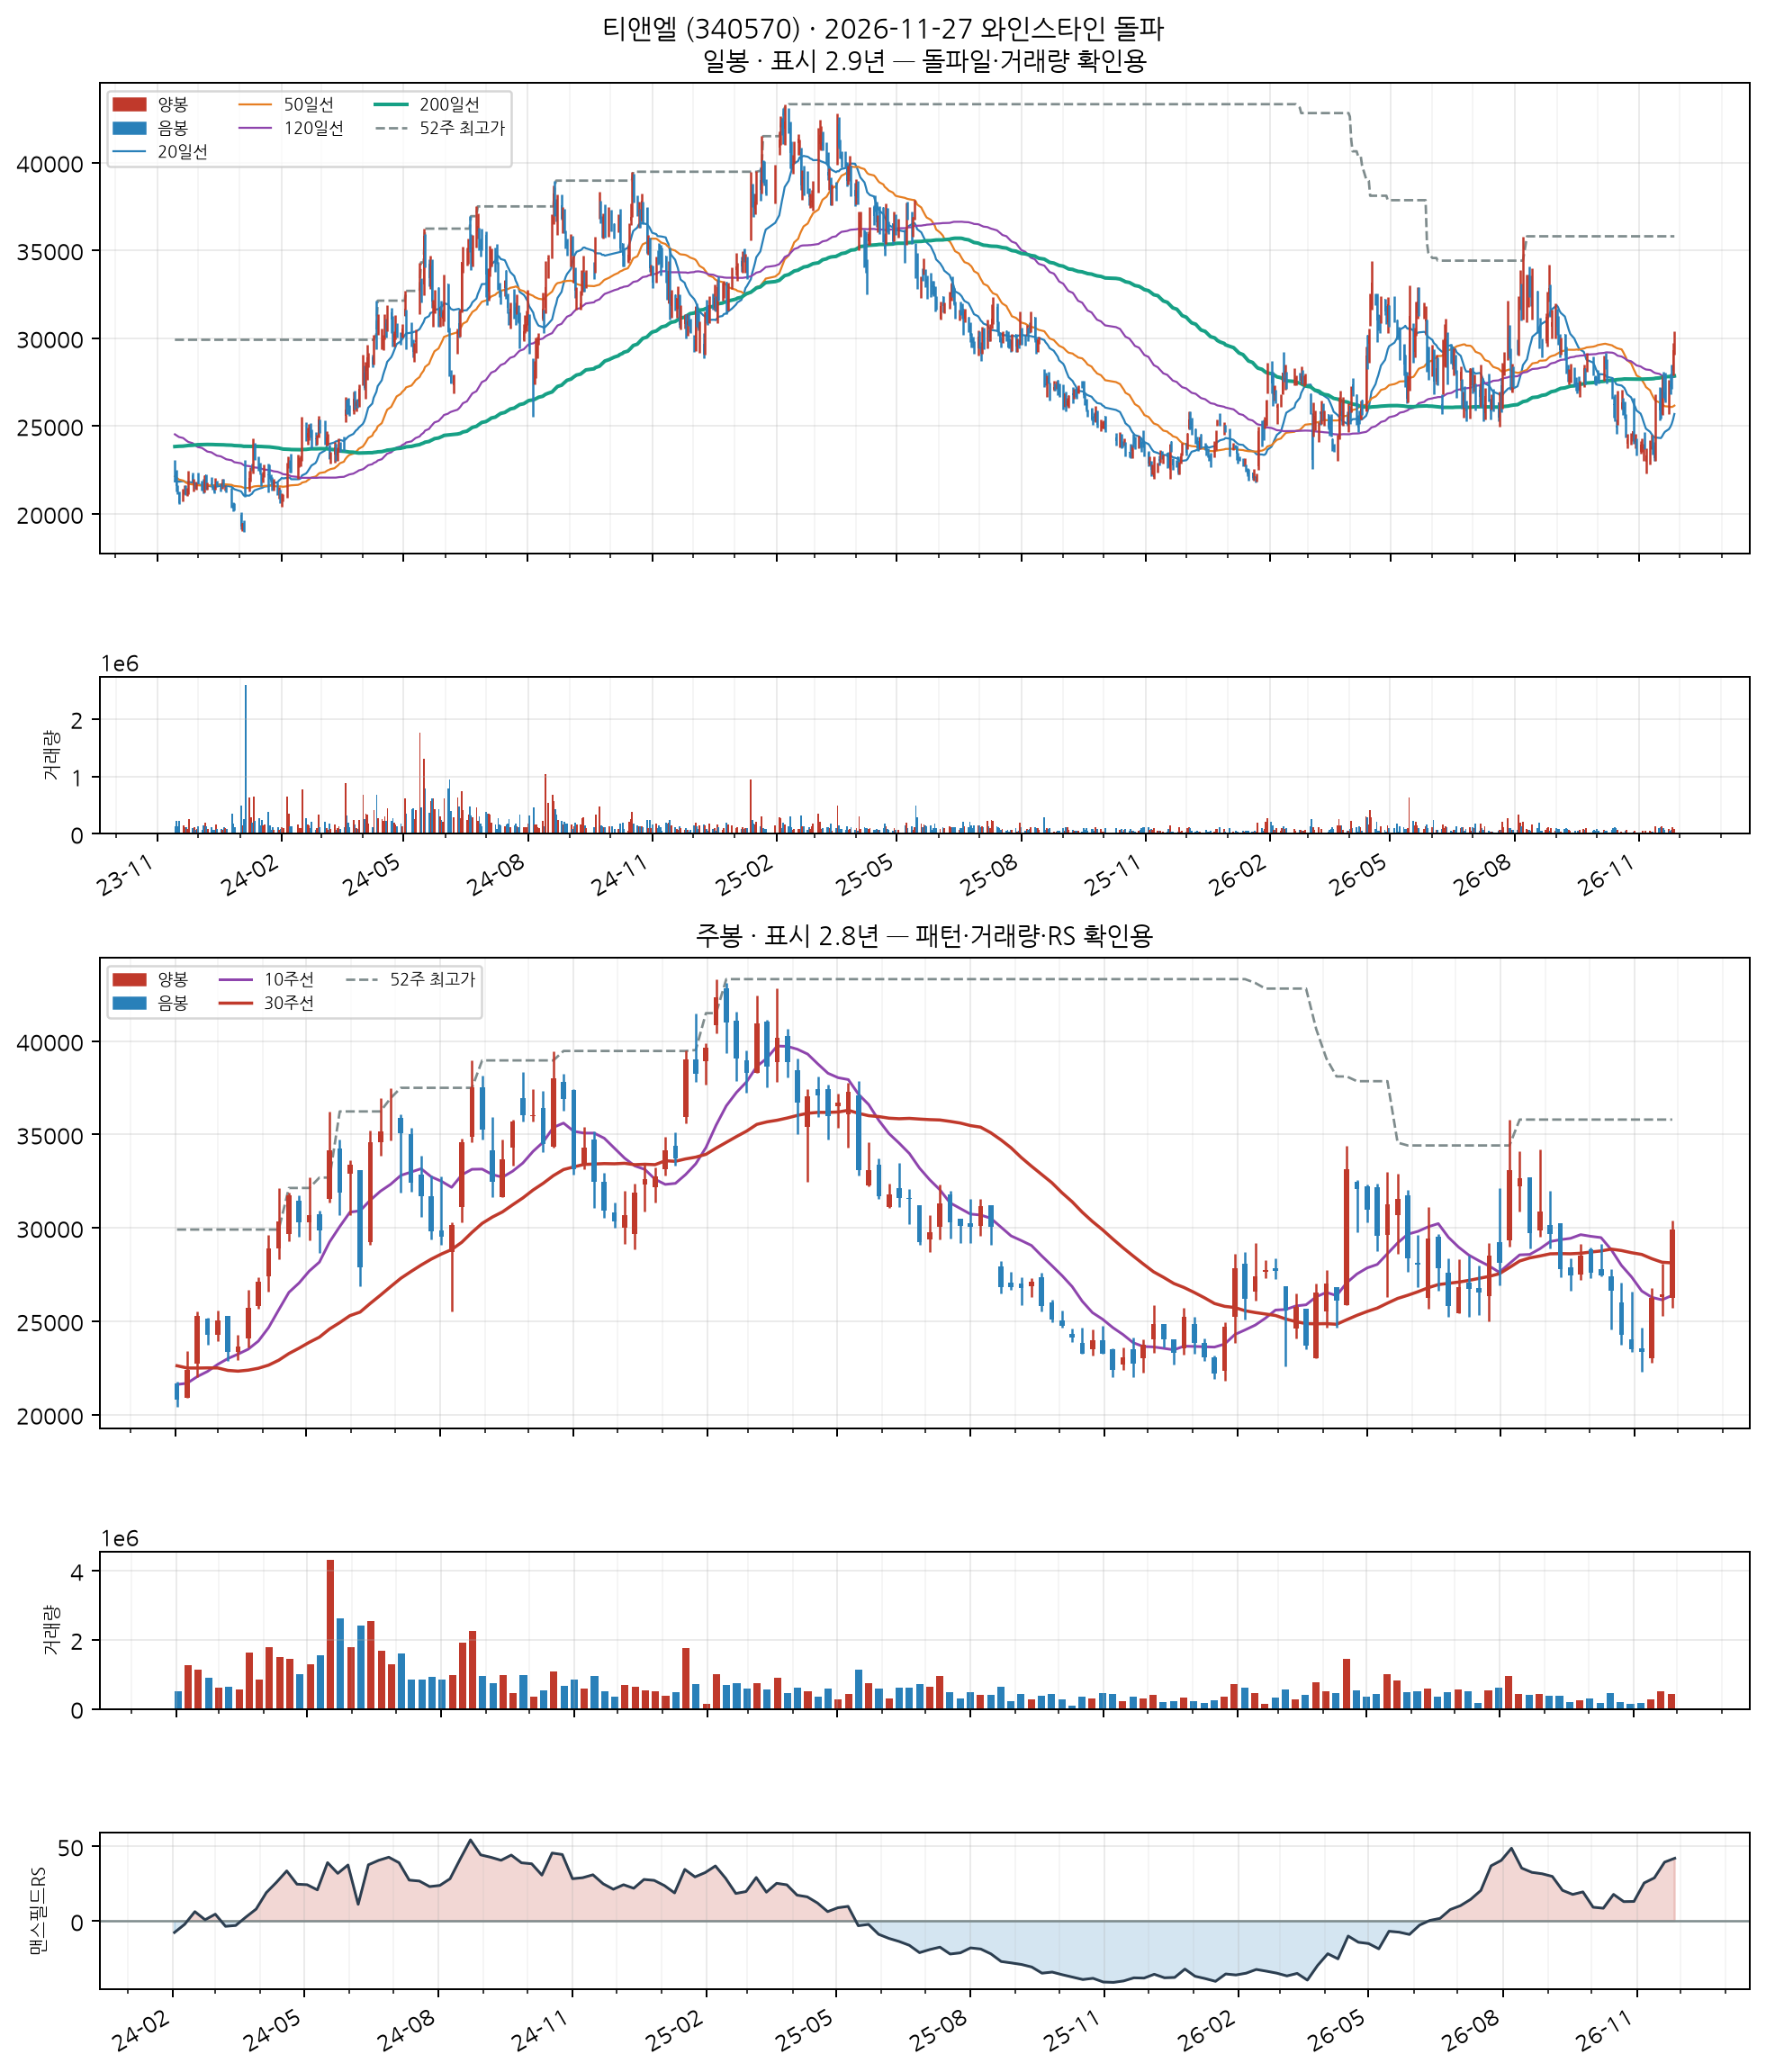 티앤엘 (340570) · 2026-11-27 와인스타인 돌파
일봉 · 표시 2.9년 — 돌파일·거래량 확인용
양봉 50일선 200일선
음봉 120일선 52주 최고가
20일선
40000
35000
30000
25000
20000
1e6
2
1
0
거래량
23-11 24-02 24-05 24-08 24-11 25-02 25-05 25-08 25-11 26-02 26-05 26-08 26-11
주봉 · 표시 2.8년 — 패턴·거래량·RS 확인용
양봉 10주선 52주 최고가
음봉 30주선
40000
35000
30000
25000
20000
1e6
4
2
0
거래량
50
0
맨스필드RS
24-02 24-05 24-08 24-11 25-02 25-05 25-08 25-11 26-02 26-05 26-08 26-11